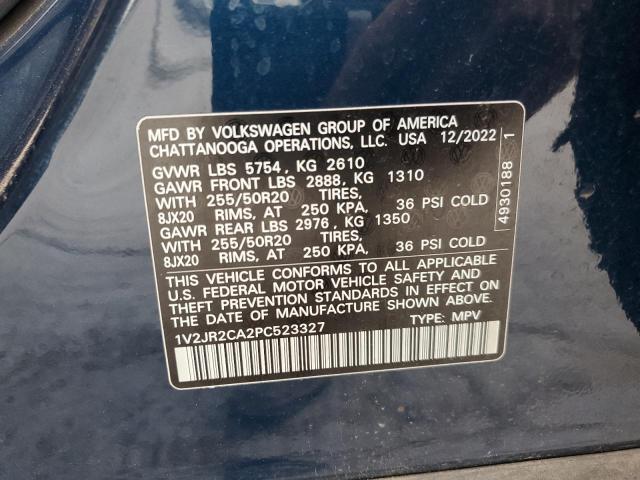 MFD BY VOLKSWAGEN GROUP OF AMERICA
CHATTANOOGA OPERATIONS, LLC. USA 12/2022
GVWR LBS 5754, KG 2610
GAWR FRONT LBS 2888, KG 1310
WITH 255/50R20 TIRES,
8JX20 RIMS, AT 250 KPA, 36 PSI COLD
GAWR REAR LBS 2976, KG 1350
WITH 255/50R20 TIRES,
8JX20 RIMS, AT 250 KPA, 36 PSI COLD
THIS VEHICLE CONFORMS TO ALL APPLICABLE
U.S. FEDERAL MOTOR VEHICLE SAFETY AND
THEFT PREVENTION STANDARDS IN EFFECT ON
THE DATE OF MANUFACTURE SHOWN ABOVE.
1V2JR2CA2PC523327 TYPE: MPV
4930188 1